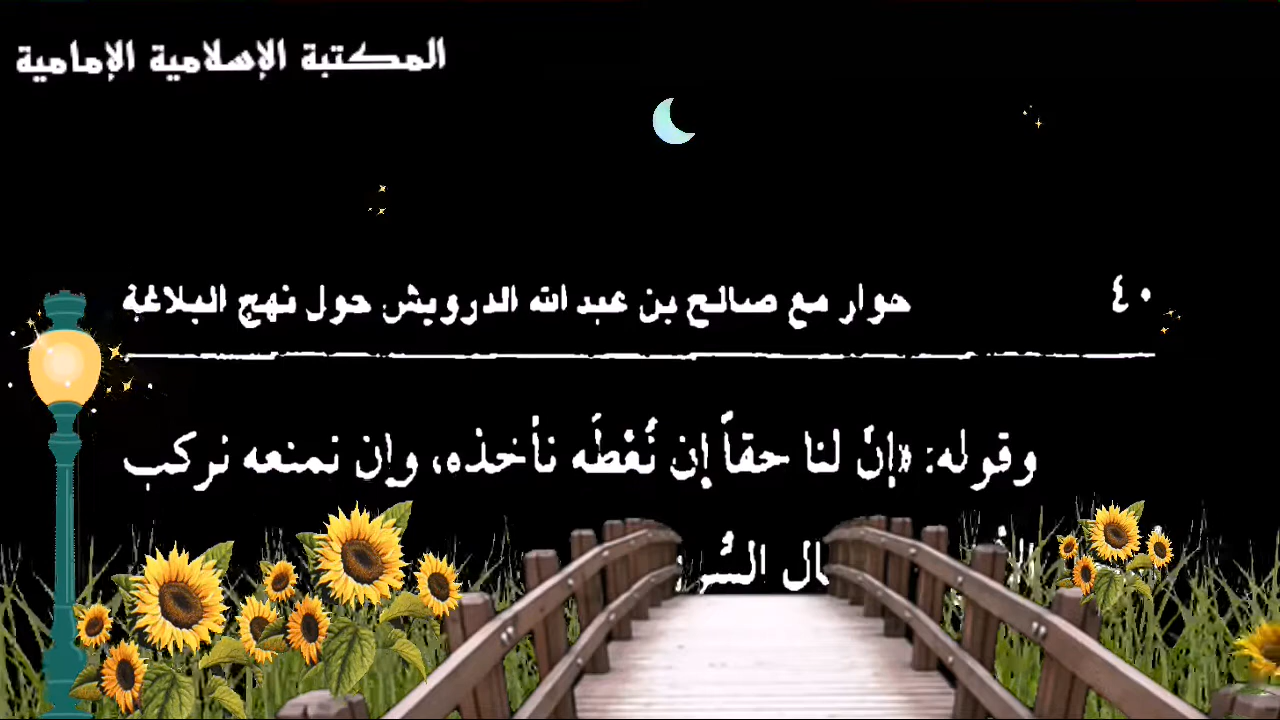 المكتبة الإسلامية الإمامية
٤٠ حوار مع صالح بن عبد الله الدرويش حول نهج البلاغة
وقوله: «إنّ لنا حقاً إن نُعْطَه نأخذه، وإن نمنعه نركب